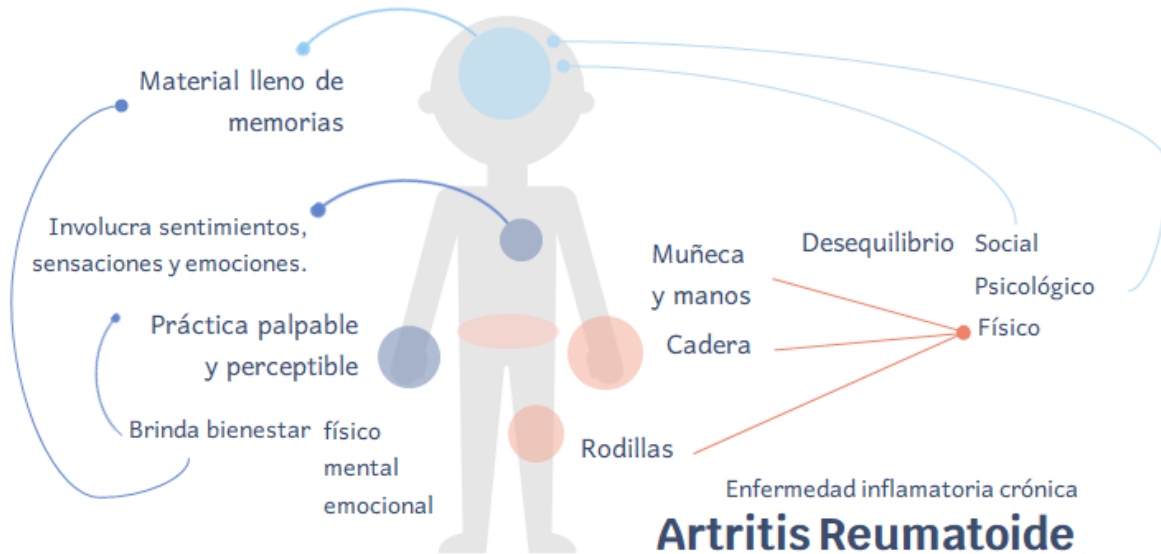 Material lleno de
memorias
Involucra sentimientos,
sensaciones y emociones.
Práctica palpable
y perceptible
Brinda bienestar físico
mental
emocional
Muñeca
y manos
Cadera
Rodillas
Desequilibrio Social
Psicológico
Físico
Enfermedad inflamatoria crónica
Artritis Reumatoide